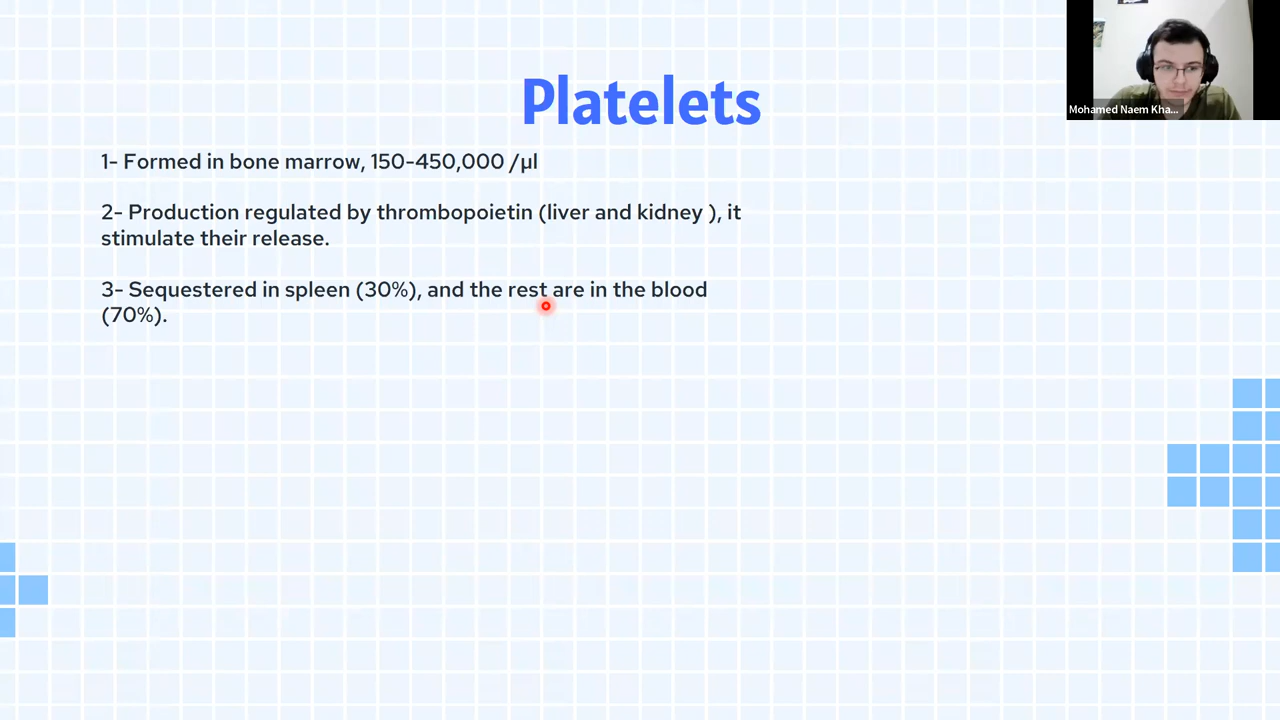 Platelets
Mohamed Naem Kha...
1- Formed in bone marrow, 150-450,000 /µl
2- Production regulated by thrombopoietin (liver and kidney ), it
stimulate their release.
3- Sequestered in spleen (30%), and the rest are in the blood
(70%).